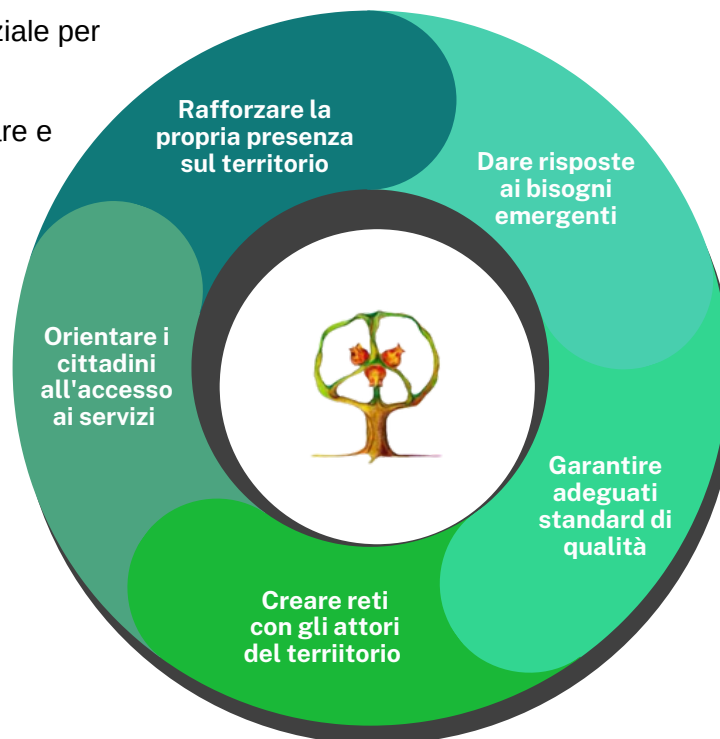 ziale per
are e
Rafforzare la
propria presenza
sul territorio
Dare risposte
ai bisogni
emergenti
Orientare i
cittadini
all'accesso
ai servizi
Garantire
adeguati
standard di
qualità
Creare reti
con gli attori
del terriitorio